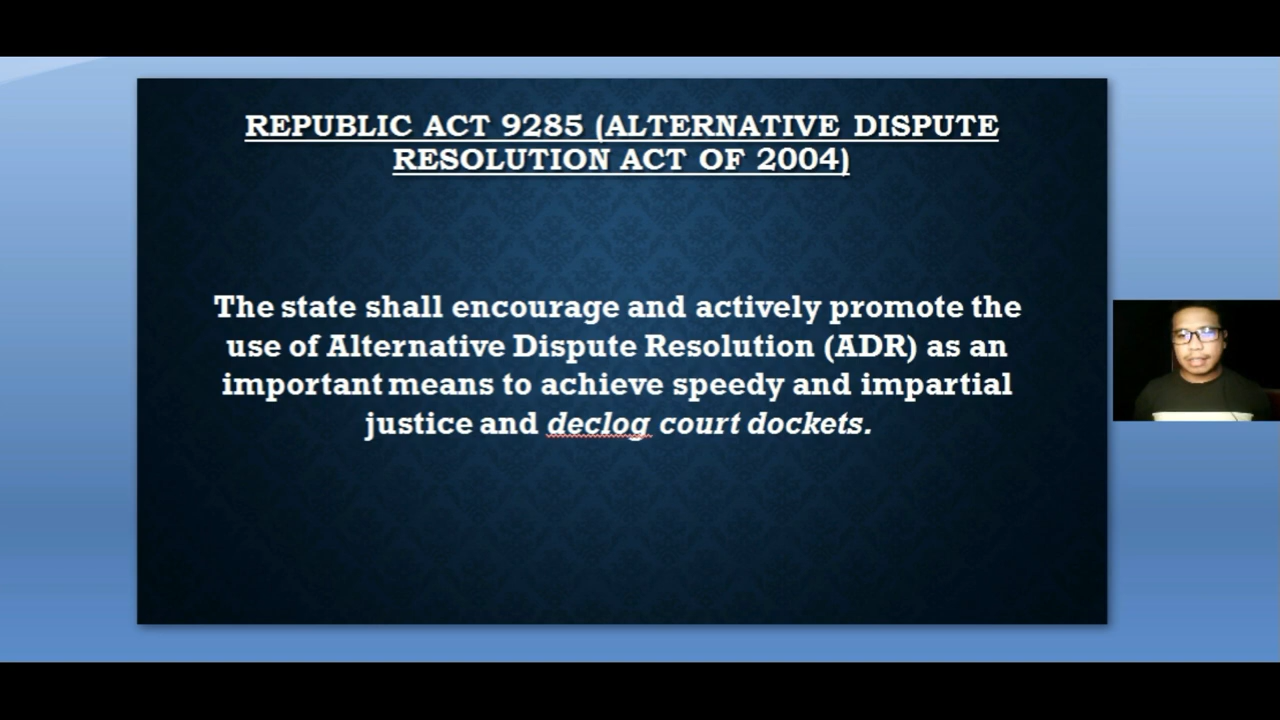 REPUBLIC ACT 9285 (ALTERNATIVE DISPUTE
RESOLUTION ACT OF 2004)
The state shall encourage and actively promote the
use of Alternative Dispute Resolution (ADR) as an
important means to achieve speedy and impartial
justice and declog court dockets.